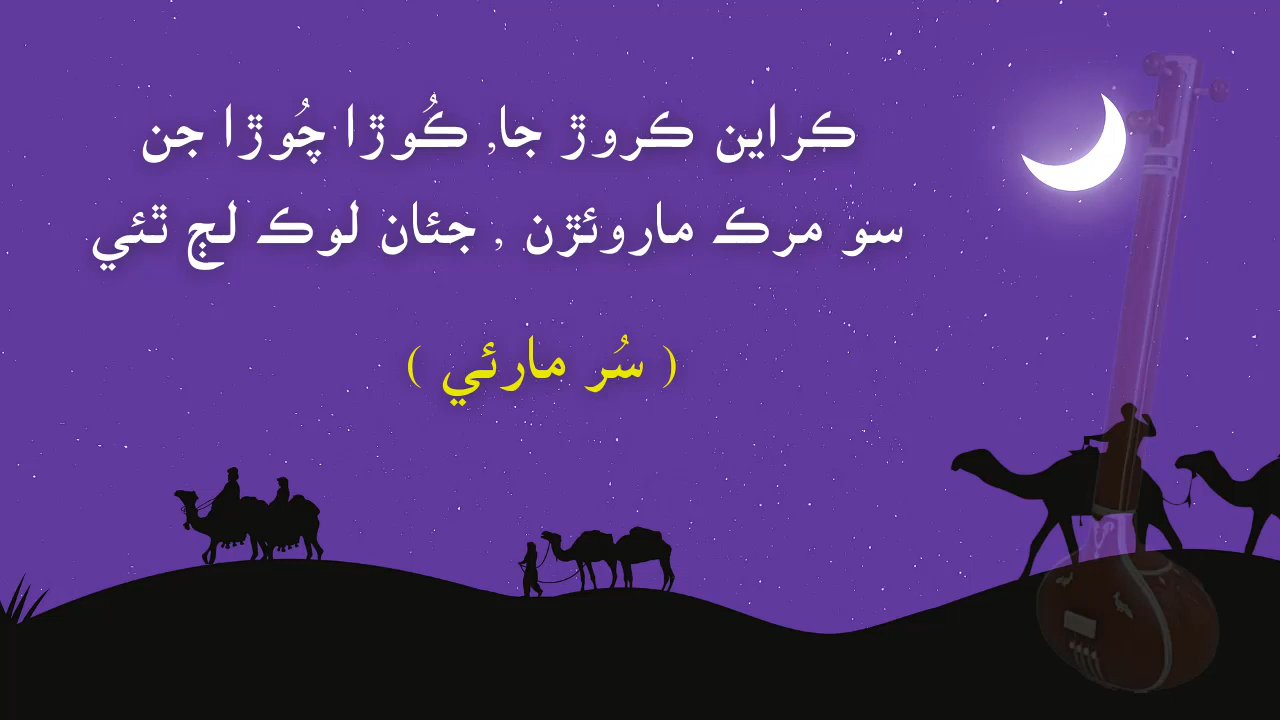 ڪراين ڪروڙ جا, ڪُوڙا چُوڙا جن
سو مرڪ ماروئڙن , جئان لوڪ لڄ ٿئي
( سُر مارئي )